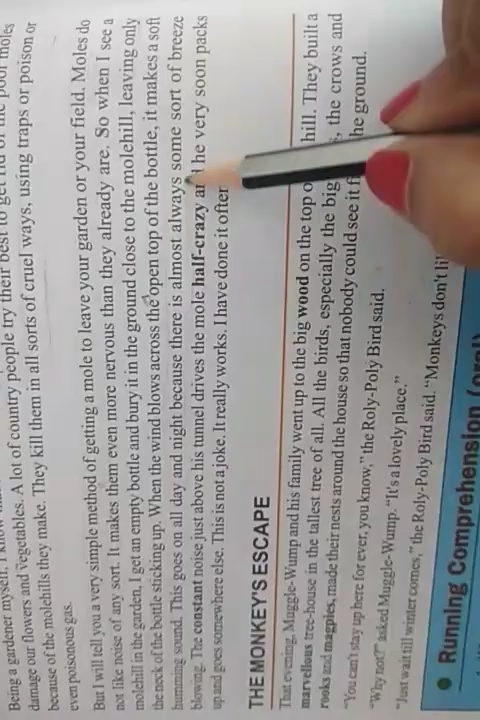 Being a gardener myself, I know
because of the molehills they make. They kill them in all sorts of cruel ways, using traps or poison or
damage our flowers and vegetables. A lot of country people try their best to get rid of the poor moles
even poisonous gas.
But I will tell you a very simple method of getting a mole to leave your garden or your field. Moles do
not like noise of any sort. It makes them even more nervous than they already are. So when I see a
molehill in the garden, I get an empty bottle and bury it in the ground close to the molehill, leaving only
the neck of the bottle sticking up. When the wind blows across the open top of the bottle, it makes a soft
humming sound. This goes on all day and night because there is almost always some sort of breeze
blowing. The constant noise just above his tunnel drives the mole half-crazy and he very soon packs
up and goes somewhere else. This is not a joke. It really works. I have done it often
THE MONKEY'S ESCAPE
That evening, Muggle-Wump and his family went up to the big wood on the top o hill. They built a
marvellous tree-house in the tallest tree of all. All the birds, especially the big the crows and
rooks and magpies, made their nests around the house so that nobody could see it f he ground.
"You can't stay up here for ever, you know," the Roly-Poly Bird said.
"Why not?" asked Muggle-Wump. "It's a lovely place."
"Just wait till winter comes," the Roly-Poly Bird said. "Monkeys don't li
Running Comprehension (oral)